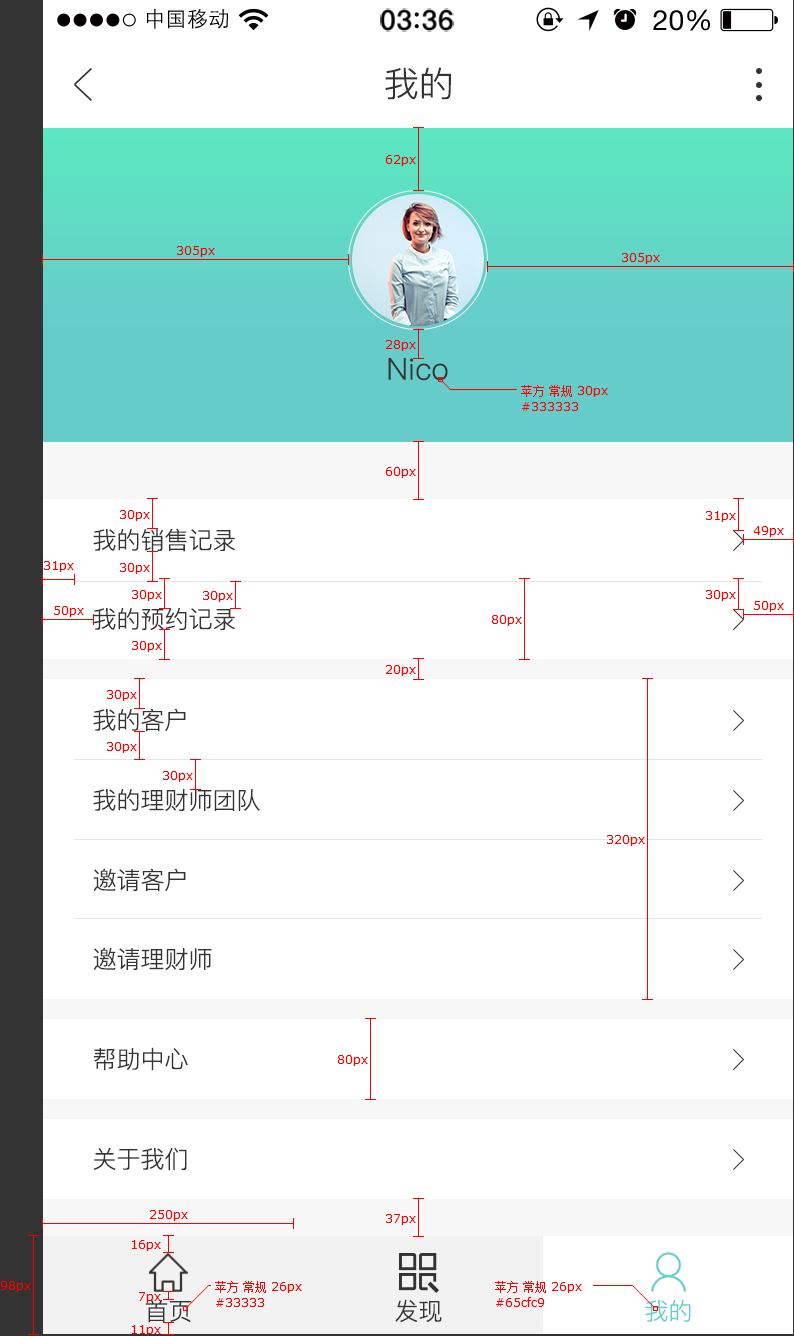 中国移动 03:36 20%
我的
62px
305px
305px
28px
Nico
苹方 常规 30px
#333333
60px
30px
31px
我的销售记录
49px
30px
31px
30px
30px
30px
50px
50px
我的预约记录
80px
30px
20px
30px
我的客户
30px
30px
我的理财师团队
320px
邀请客户
邀请理财师
帮助中心
80px
关于我们
250px
37px
16px
98px
7px
苹方 常规 26px
#33333
苹方 常规 26px
#65cfc9
首页
发现
我的
11px